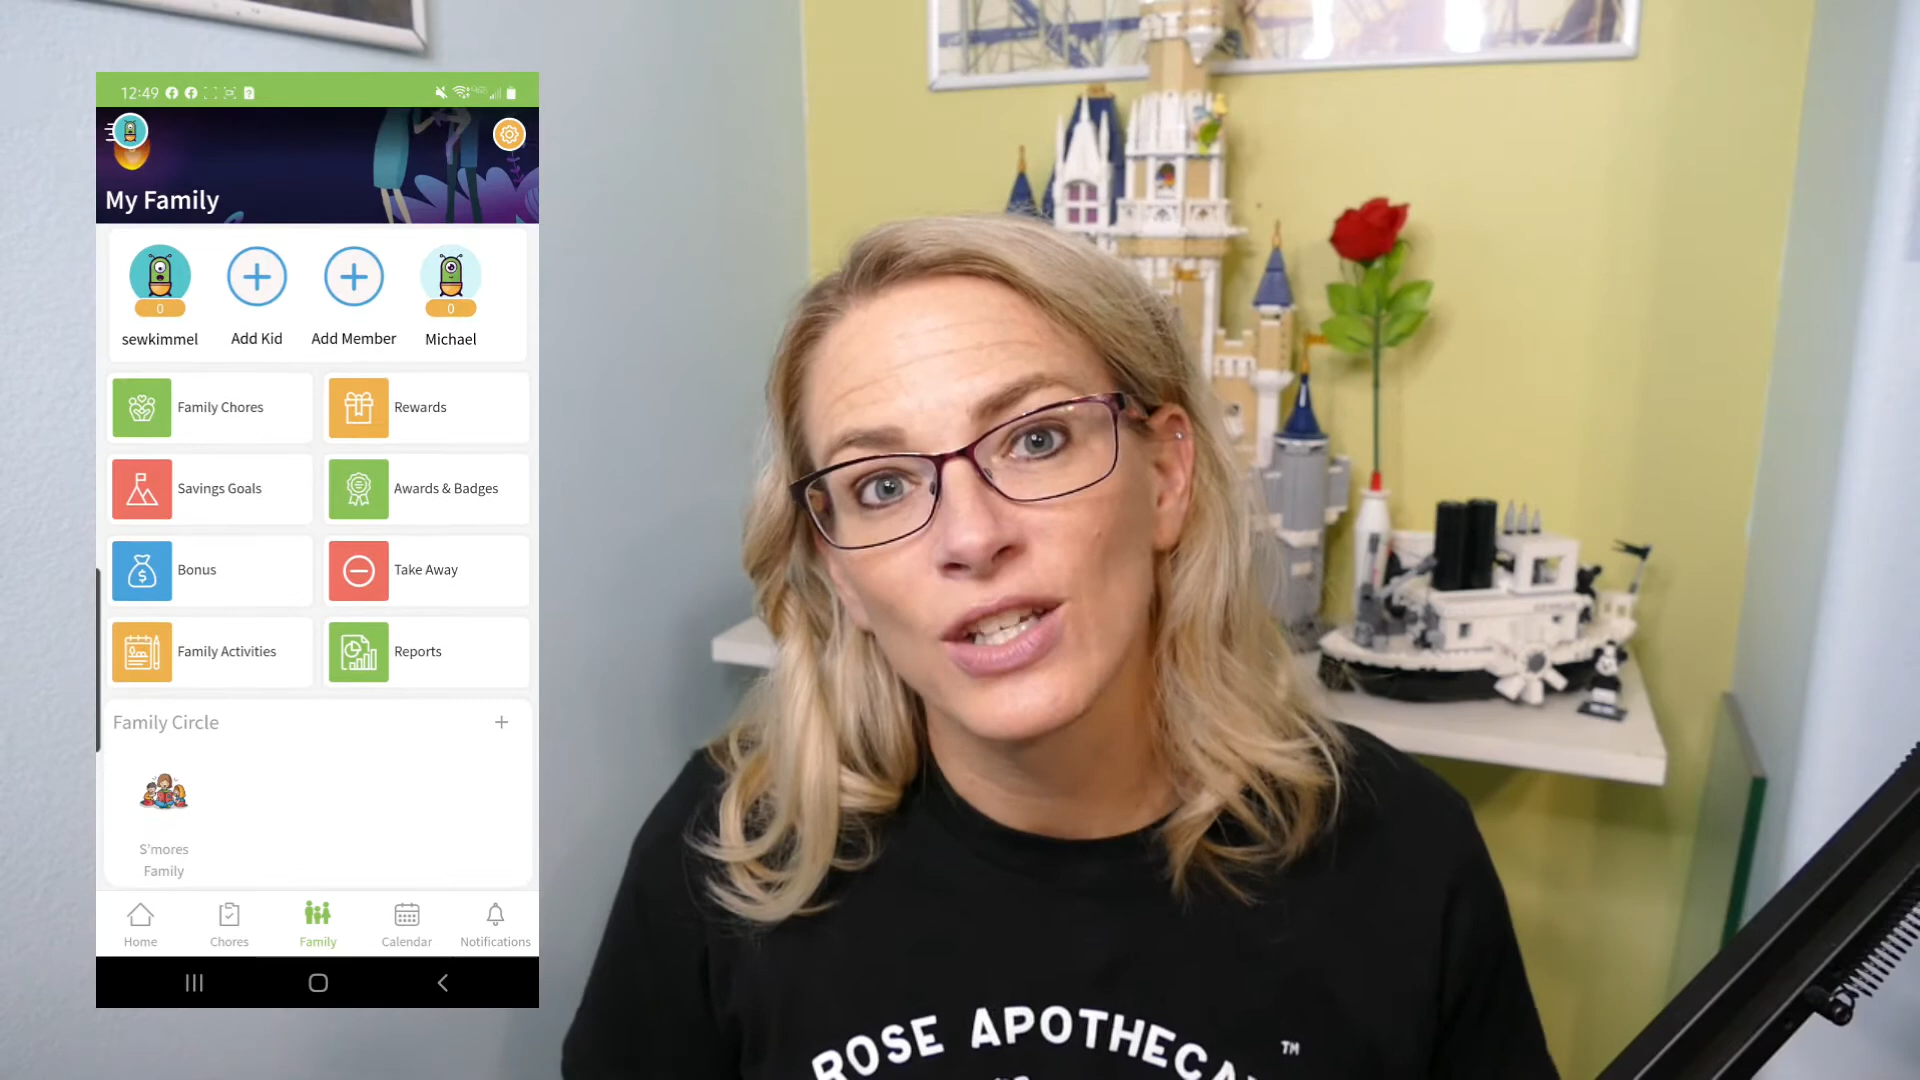 12:49
My Family
0
0
sewkimmel
Add Kid
Add Member
Michael
Family Chores
Rewards
Savings Goals
Awards & Badges
Bonus
Take Away
Family Activities
Reports
Family Circle
+
S'mores
Family
Home
Chores
Family
Calendar
Notifications
ROSE APOTHECA
TM